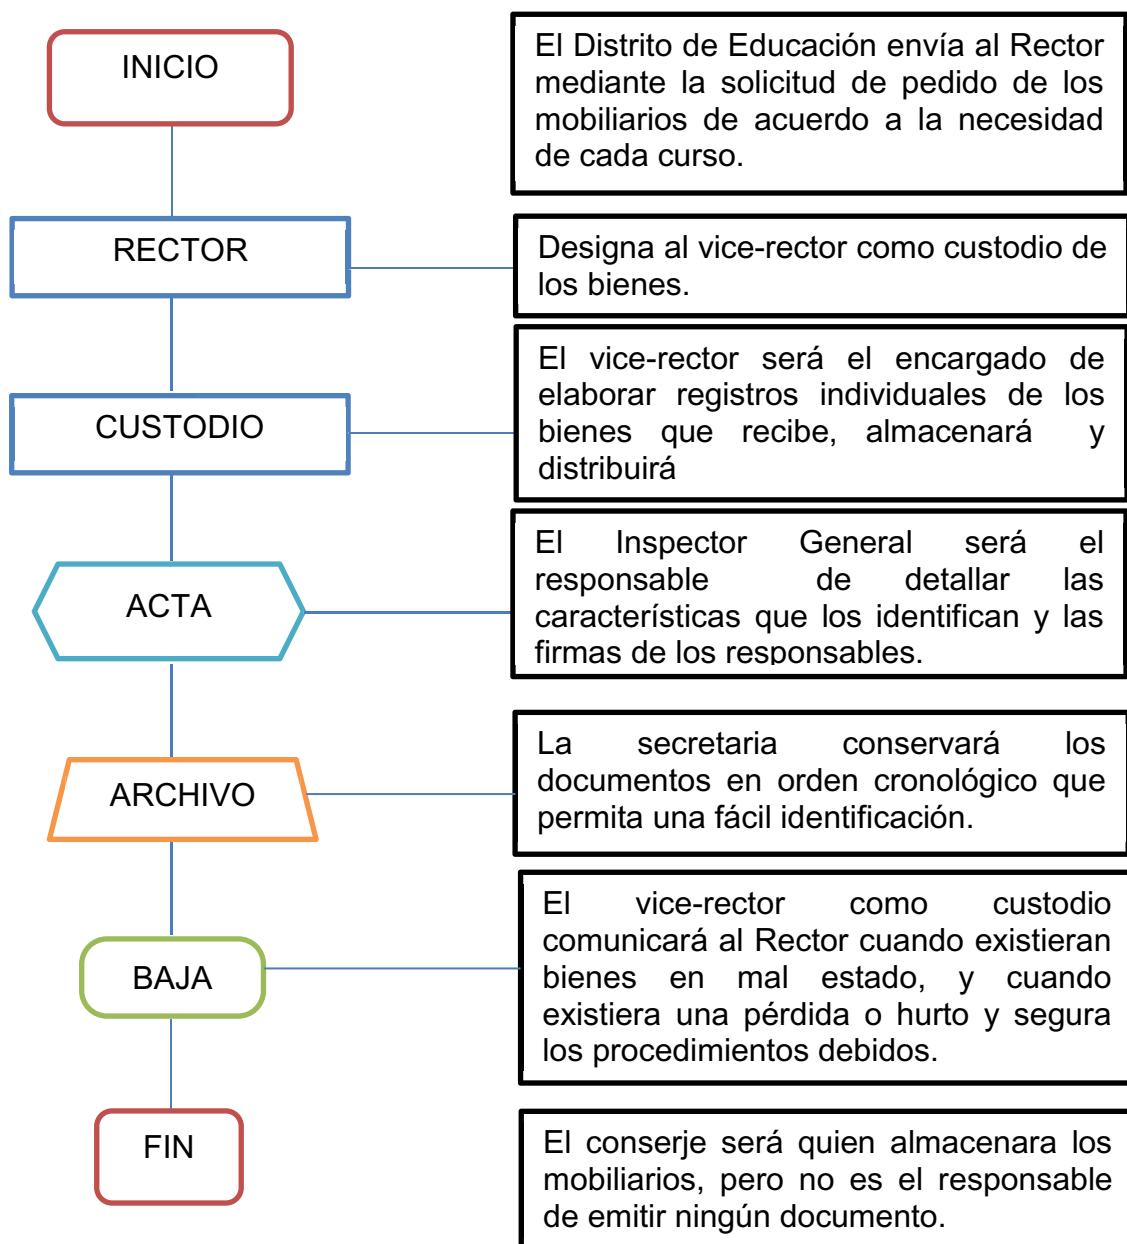 INICIO
El Distrito de Educación envía al Rector
mediante la solicitud de pedido de los
mobiliarios de acuerdo a la necesidad
de cada curso.
RECTOR
Designa al vice-rector como custodio de
los bienes.
CUSTODIO
El vice-rector será el encargado de
elaborar registros individuales de los
bienes que recibe, almacenará y
distribuirá
ACTA
El Inspector General será el
responsable de detallar las
características que los identifican y las
firmas de los responsables.
ARCHIVO
La secretaria conservará los
documentos en orden cronológico que
permita una fácil identificación.
BAJA
El vice-rector como custodio
comunicará al Rector cuando existieran
bienes en mal estado, y cuando
existiera una pérdida o hurto y segura
los procedimientos debidos.
FIN
El conserje será quien almacenara los
mobiliarios, pero no es el responsable
de emitir ningún documento.